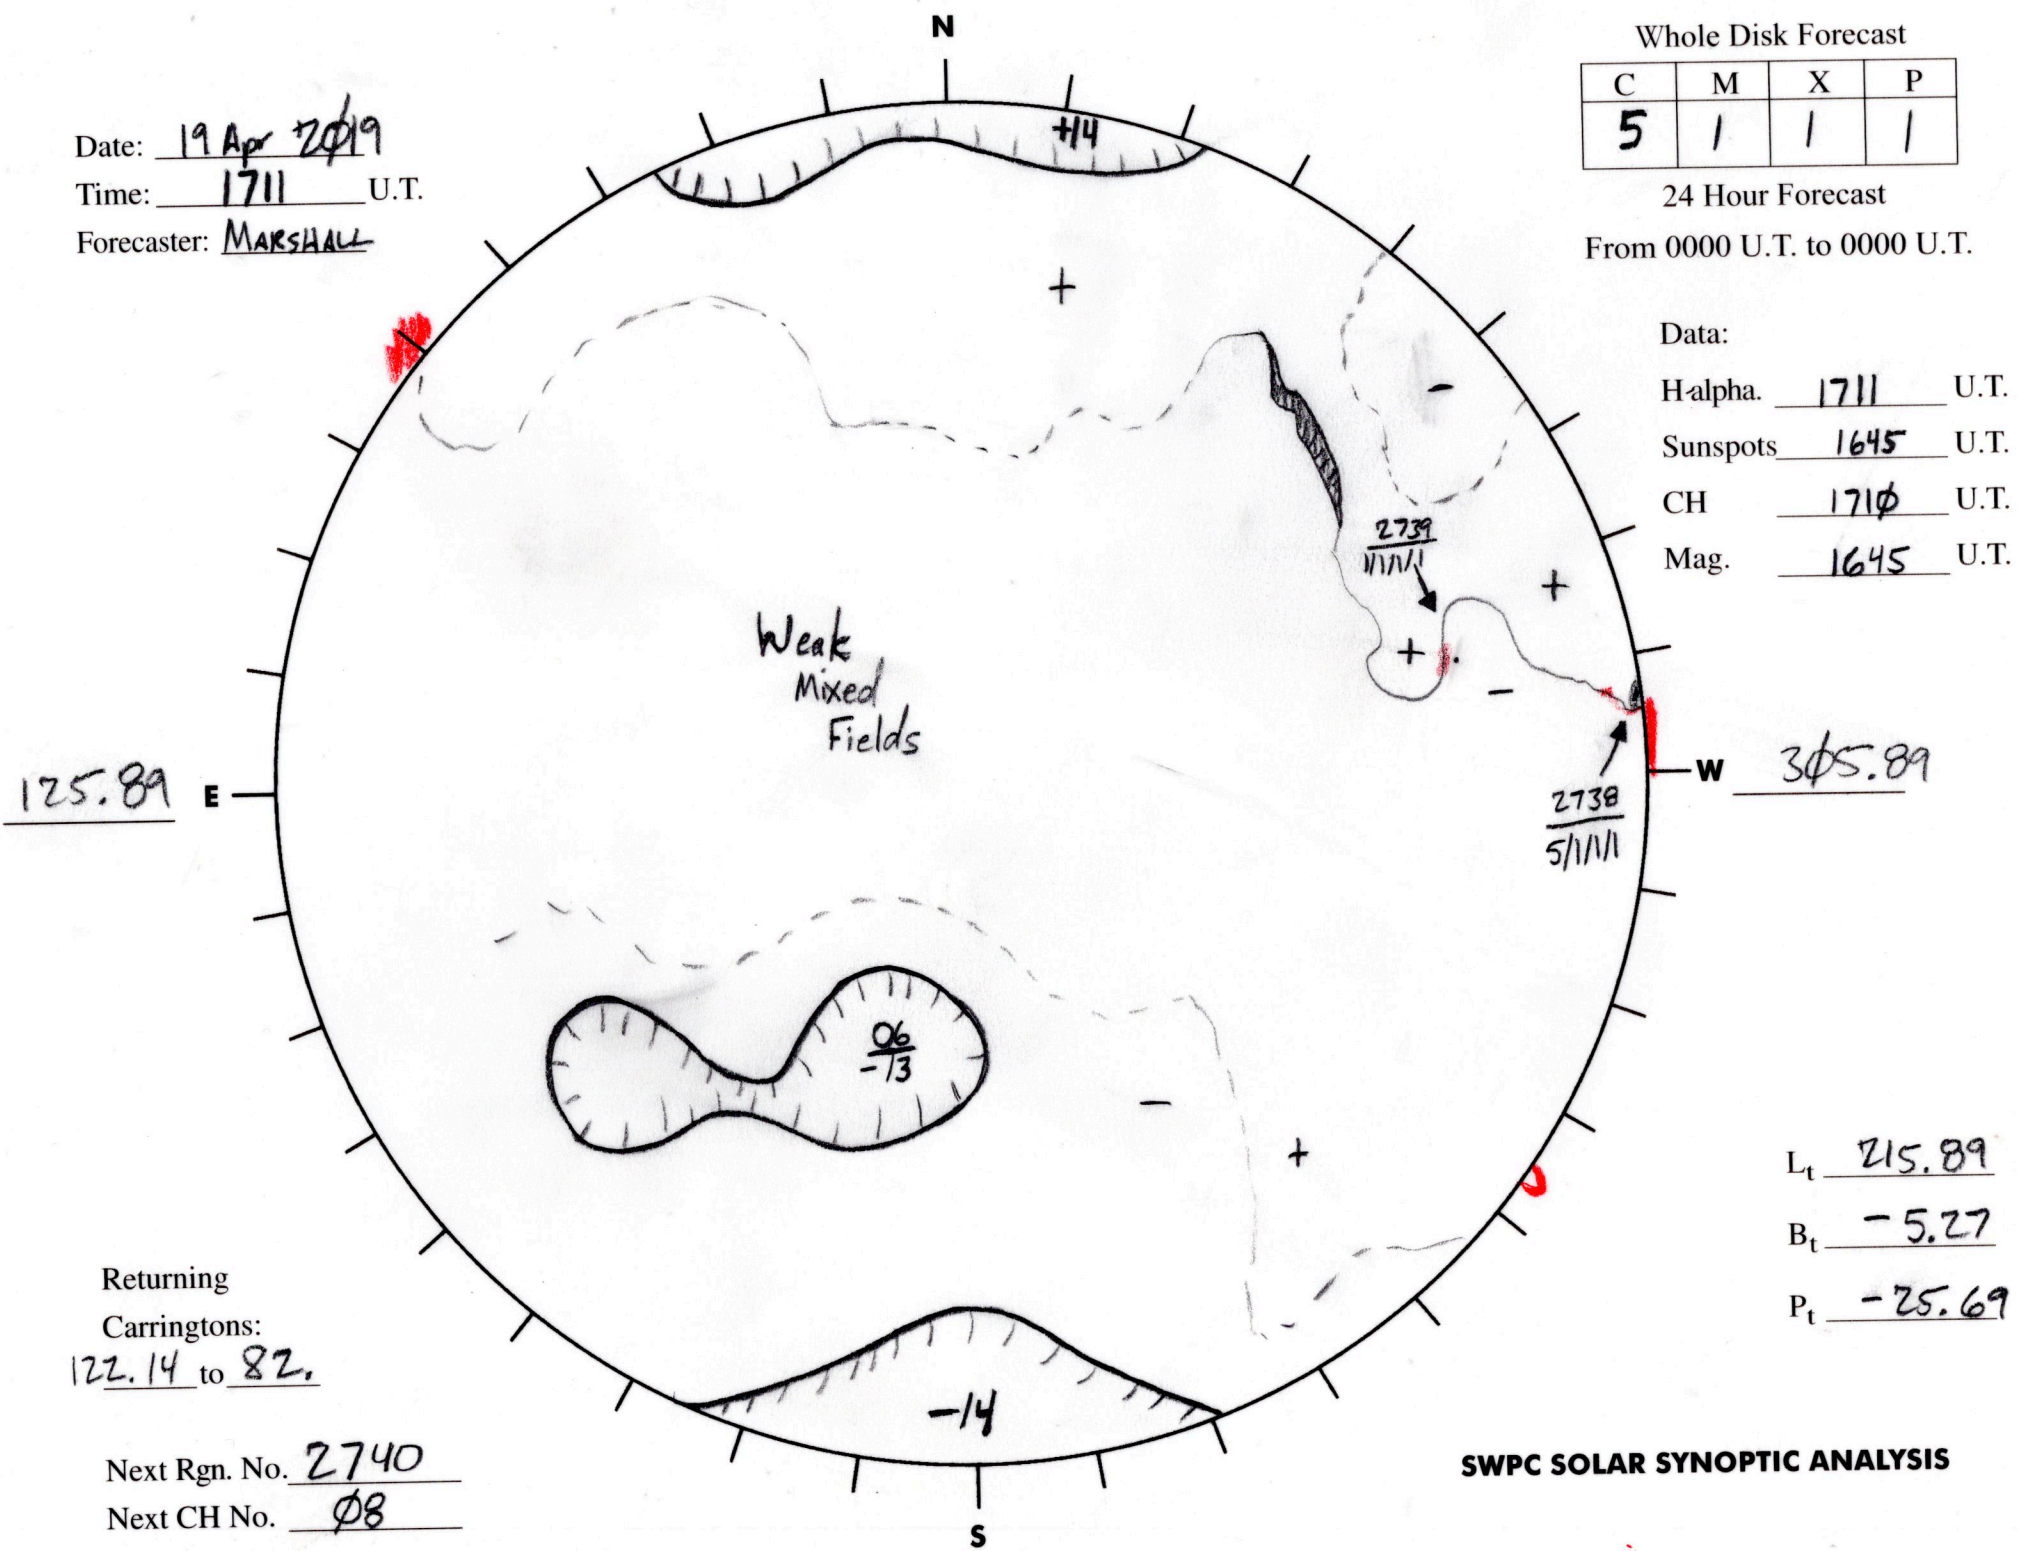 N
Whole Disk Forecast
C M X P
5 1 1 1
24 Hour Forecast
From 0000 U.T. to 0000 U.T.
Date: 19 Apr 2019
Time: 1711 U.T.
Forecaster: MARSHALL
+14
+
-
Data:
H-alpha. 1711 U.T.
Sunspots 1645 U.T.
CH 1710 U.T.
Mag. 1645 U.T.
2739
1/1/1/1
+
+
-
Weak
Mixed
Fields
125.89 E
W 305.89
2738
5/1/1/1
06
-13
-
+
Lt 215.89
Bt -5.27
Pt -25.69
Returning
Carringtons:
122.14 to 82.
-14
Next Rgn. No. 2740
Next CH No. 08
SWPC SOLAR SYNOPTIC ANALYSIS
S